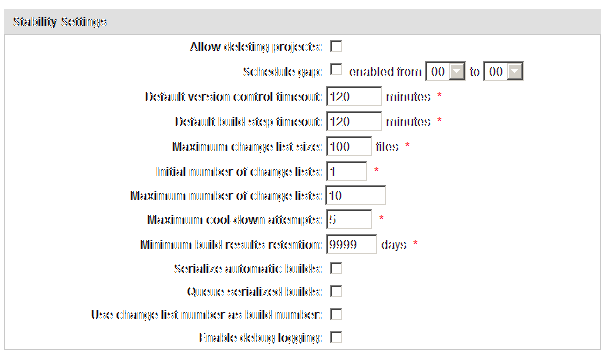 Stability Settings
Allow deleting projects:
Schedule gap: enabled from 00 to 00
Default version control timeout: 120 minutes *
Default build step timeout: 120 minutes *
Maximum change list size: 100 files *
Initial number of change lists: 1 *
Maximum number of change lists: 10
Maximum cool-down attempts: 5 *
Minimum build results retention: 9999 days *
Serialize automatic builds:
Queue serialized builds:
Use change list number as build number:
Enable debug logging: